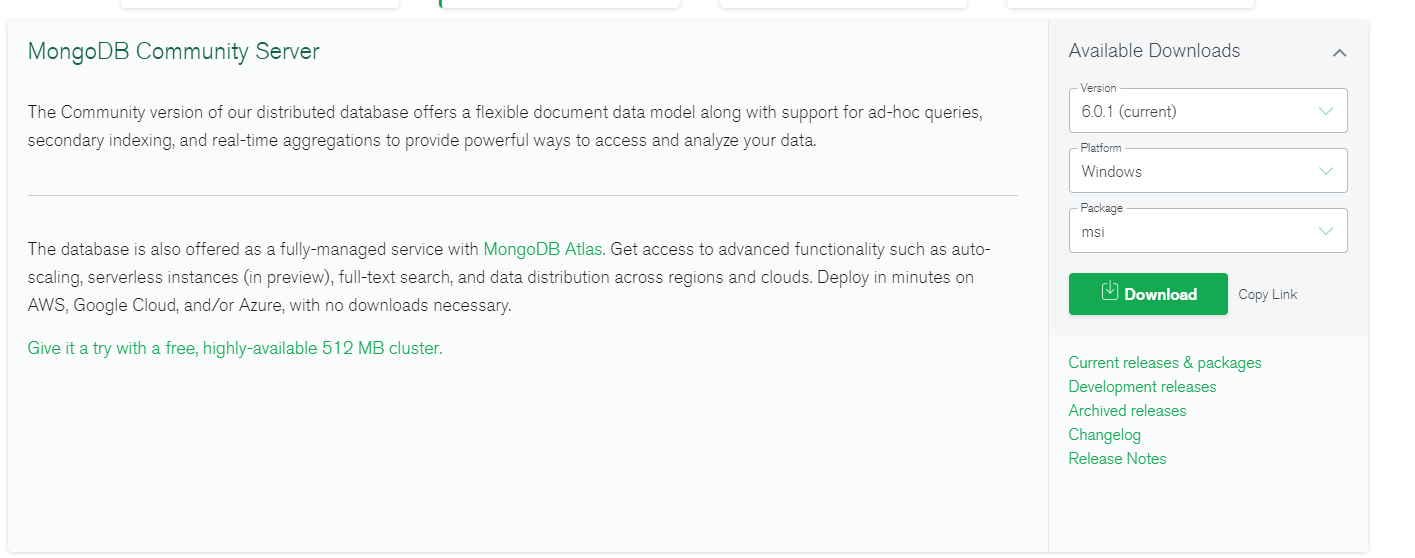 MongoDB Community Server
The Community version of our distributed database offers a flexible document data model along with support for ad-hoc queries,
secondary indexing, and real-time aggregations to provide powerful ways to access and analyze your data.
The database is also offered as a fully-managed service with MongoDB Atlas. Get access to advanced functionality such as auto-
scaling, serverless instances (in preview), full-text search, and data distribution across regions and clouds. Deploy in minutes on
AWS, Google Cloud, and/or Azure, with no downloads necessary.
Give it a try with a free, highly-available 512 MB cluster.
Available Downloads
Version
6.0.1 (current)
Platform
Windows
Package
msi
Download
Copy Link
Current releases & packages
Development releases
Archived releases
Changelog
Release Notes